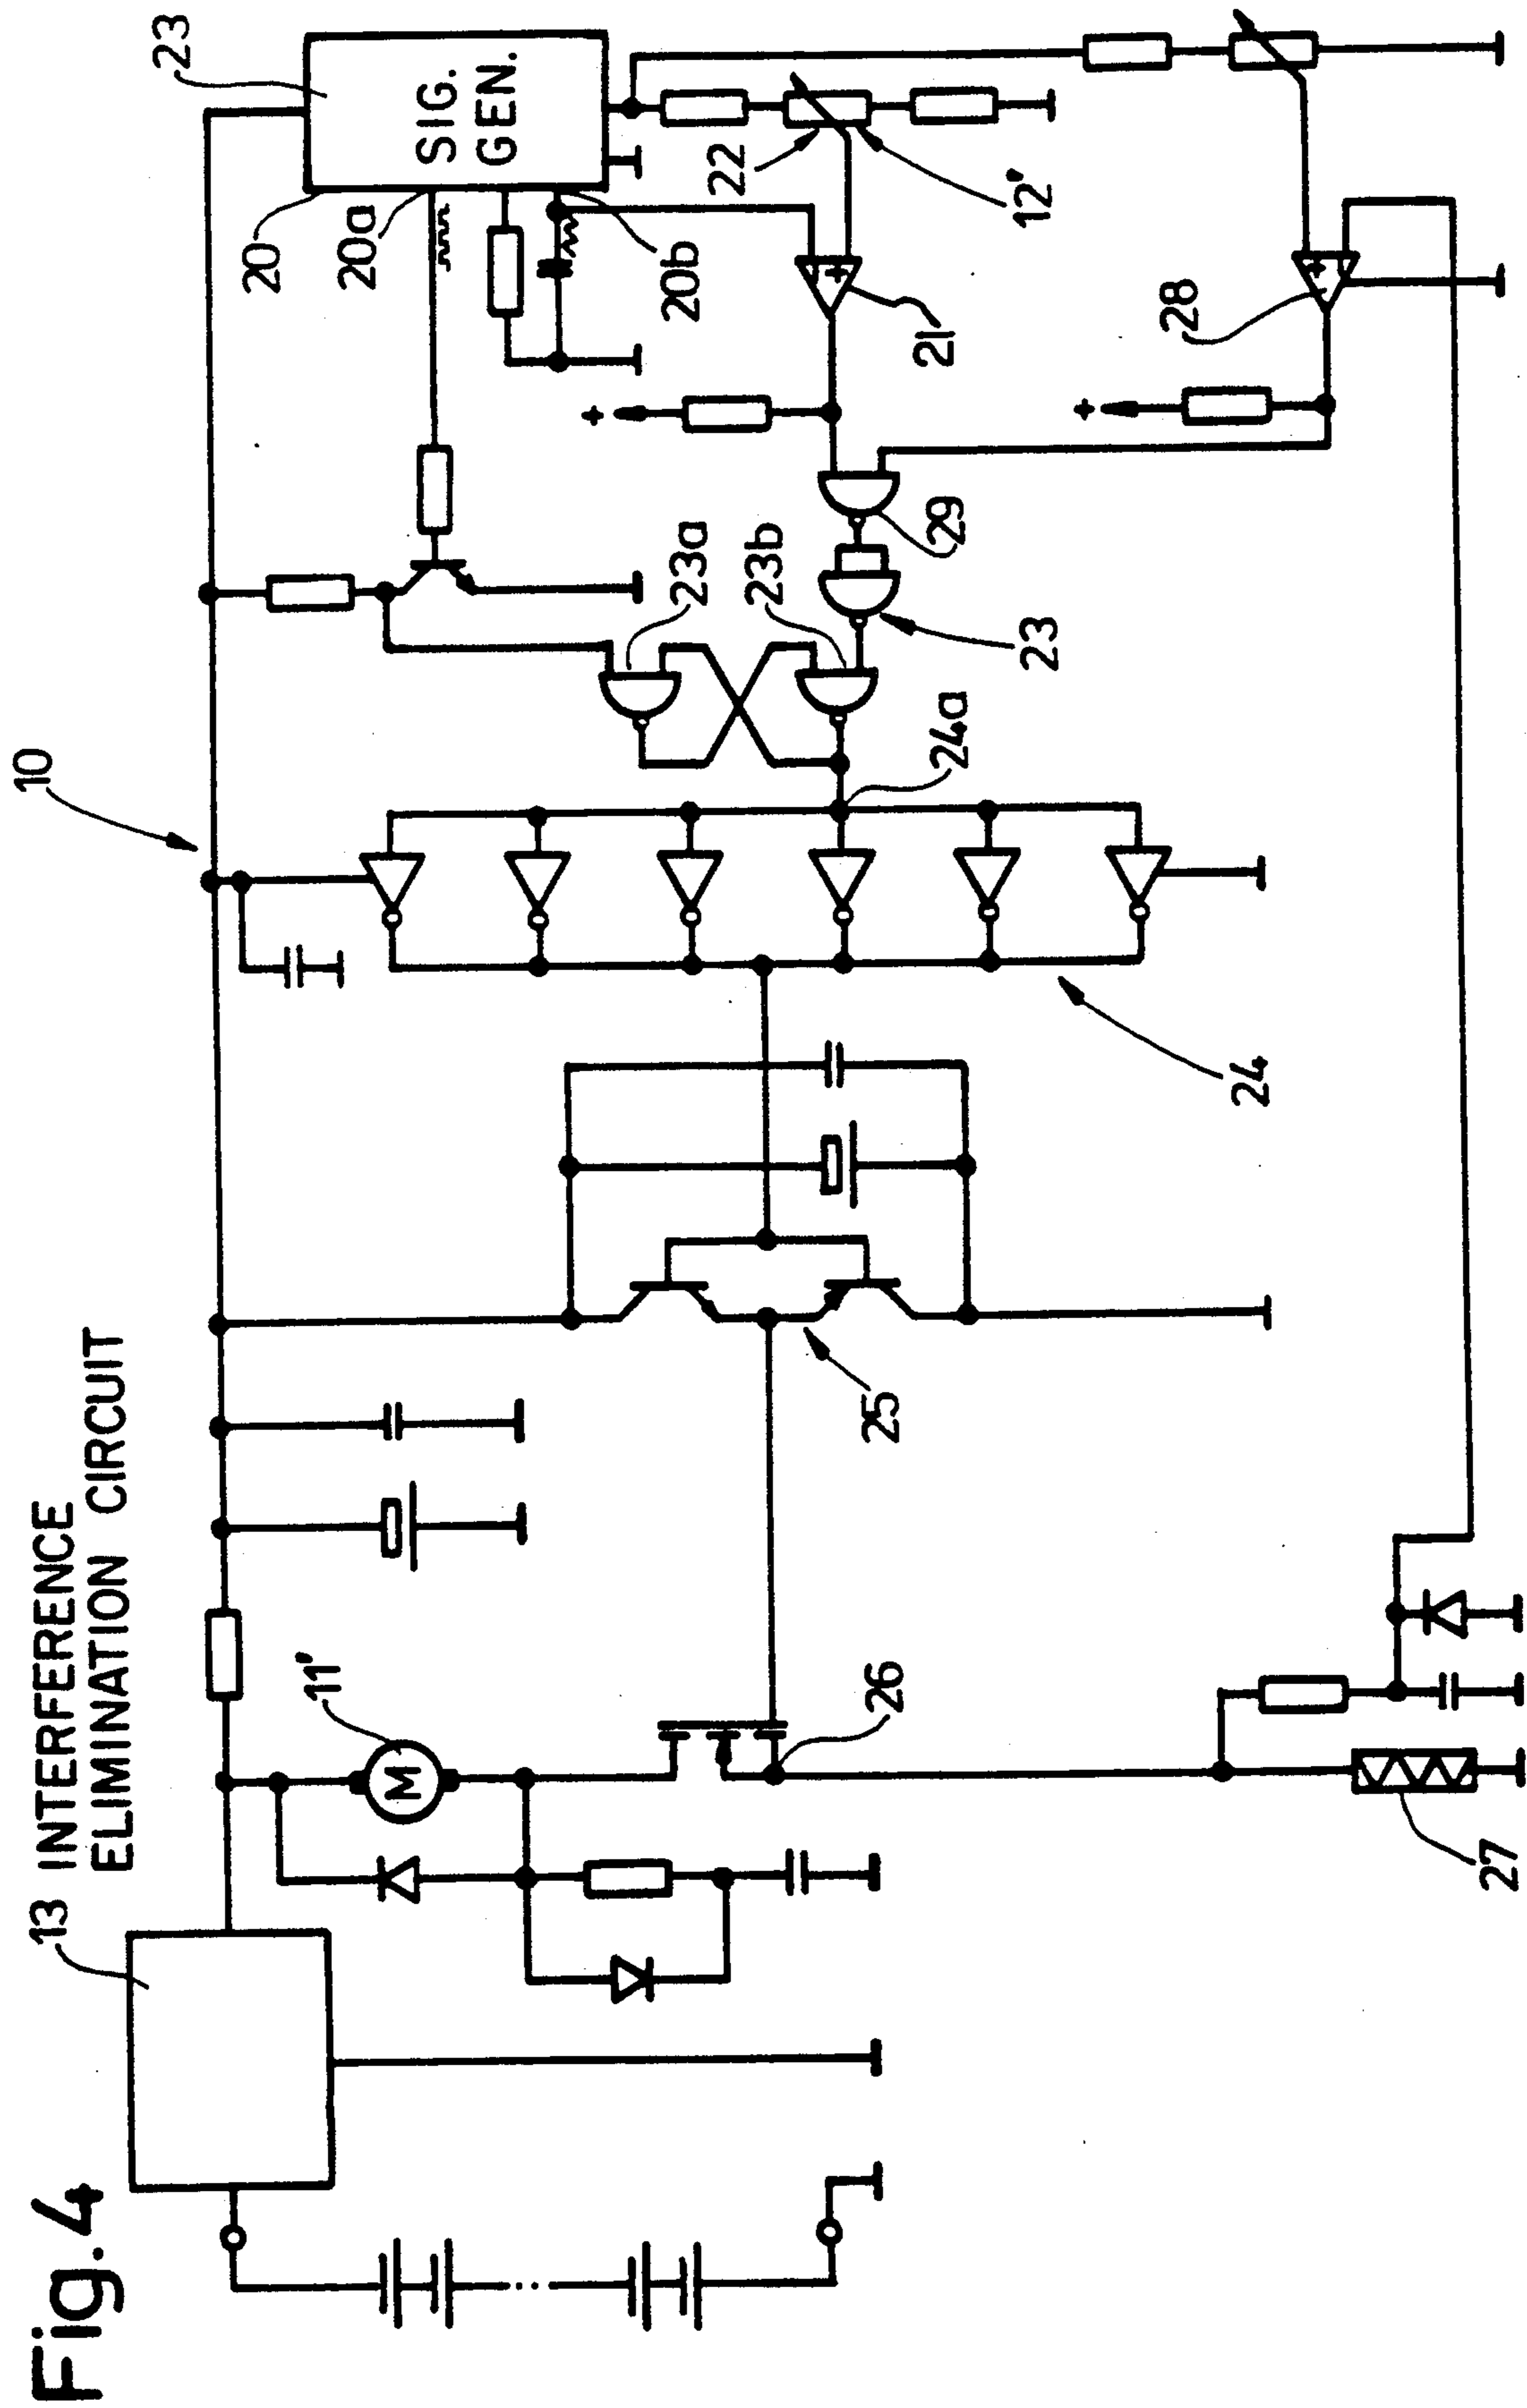 Fig. 4
INTERFERENCE
ELIMINATION CIRCUIT
13
11'
M
10
23
20
SIG.
GEN.
20a
20b
22
12'
+
21
+
+
+
28
29
23
23a
23b
24a
24
25
26
27